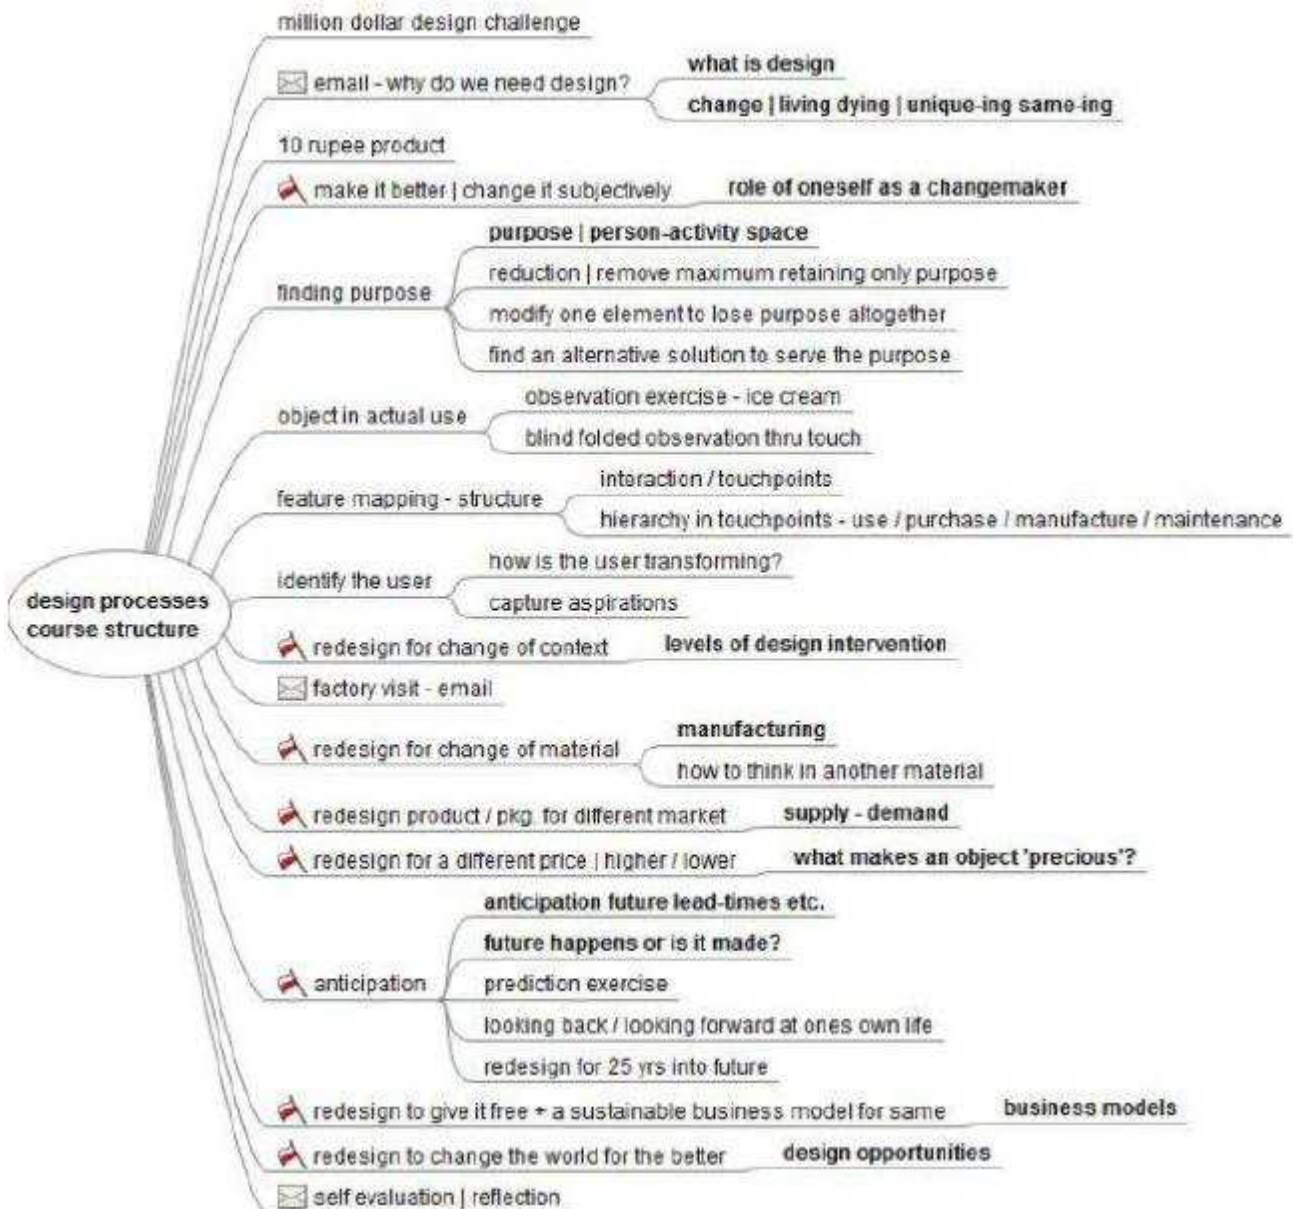 million dollar design challenge
email - why do we need design?
what is design
change | living dying | unique-ing same-ing
10 rupee product
make it better | change it subjectively
role of oneself as a changemaker
finding purpose
purpose | person-activity space
reduction | remove maximum retaining only purpose
modify one element to lose purpose altogether
find an alternative solution to serve the purpose
object in actual use
observation exercise - ice cream
blind folded observation thru touch
feature mapping - structure
interaction / touchpoints
hierarchy in touchpoints - use / purchase / manufacture / maintenance
identify the user
how is the user transforming?
capture aspirations
design processes
course structure
redesign for change of context
levels of design intervention
factory visit - email
redesign for change of material
manufacturing
how to think in another material
redesign product / pkg. for different market
supply - demand
redesign for a different price | higher / lower
what makes an object 'precious'?
anticipation
anticipation future lead-times etc.
future happens or is it made?
prediction exercise
looking back / looking forward at ones own life
redesign for 25 yrs into future
redesign to give it free + a sustainable business model for same
business models
redesign to change the world for the better
design opportunities
self evaluation | reflection